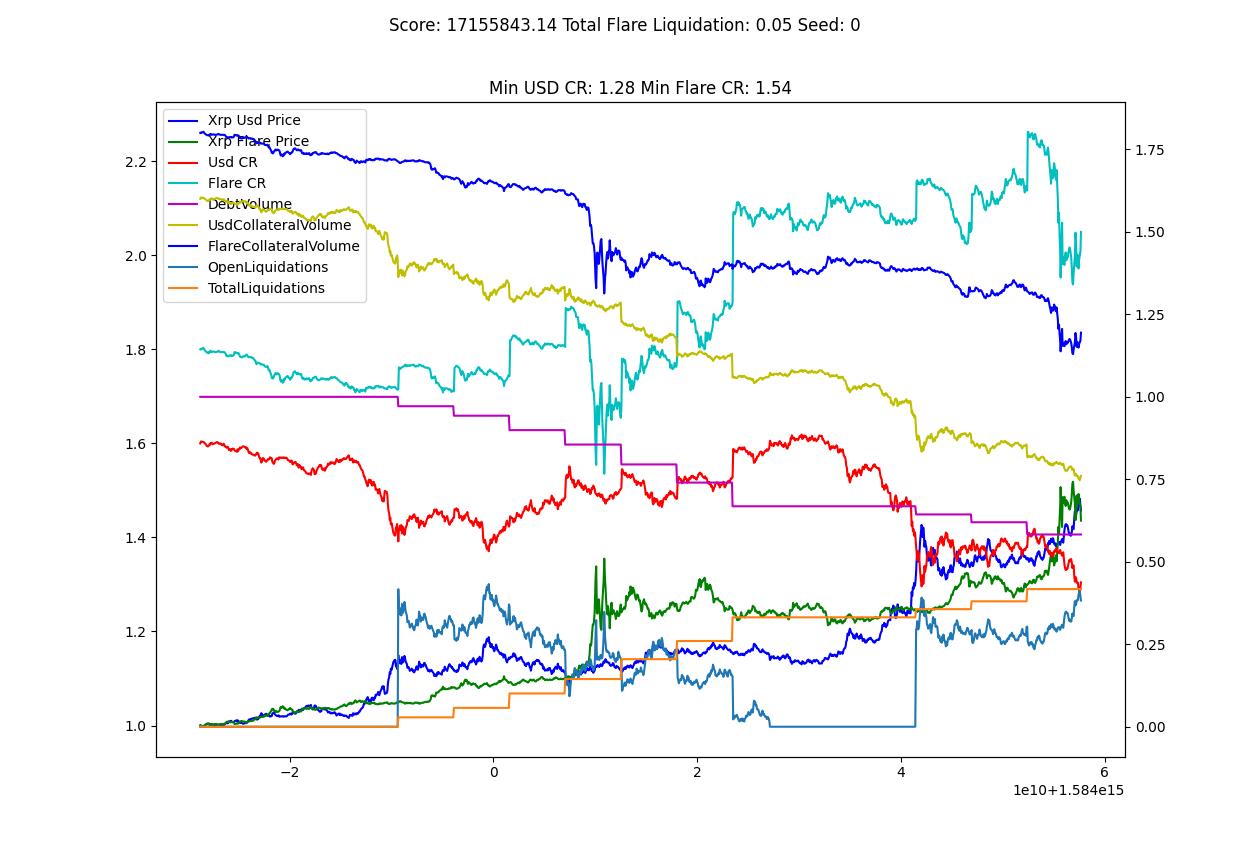 Score: 17155843.14 Total Flare Liquidation: 0.05 Seed: 0
Min USD CR: 1.28 Min Flare CR: 1.54
Xrp Usd Price
Xrp Flare Price
Usd CR
Flare CR
DebtVolume
UsdCollateralVolume
FlareCollateralVolume
OpenLiquidations
TotalLiquidations
2.2
2.0
1.8
1.6
1.4
1.2
1.0
1.75
1.50
1.25
1.00
0.75
0.50
0.25
0.00
−2
0
2
4
6
1e10+1.584e15